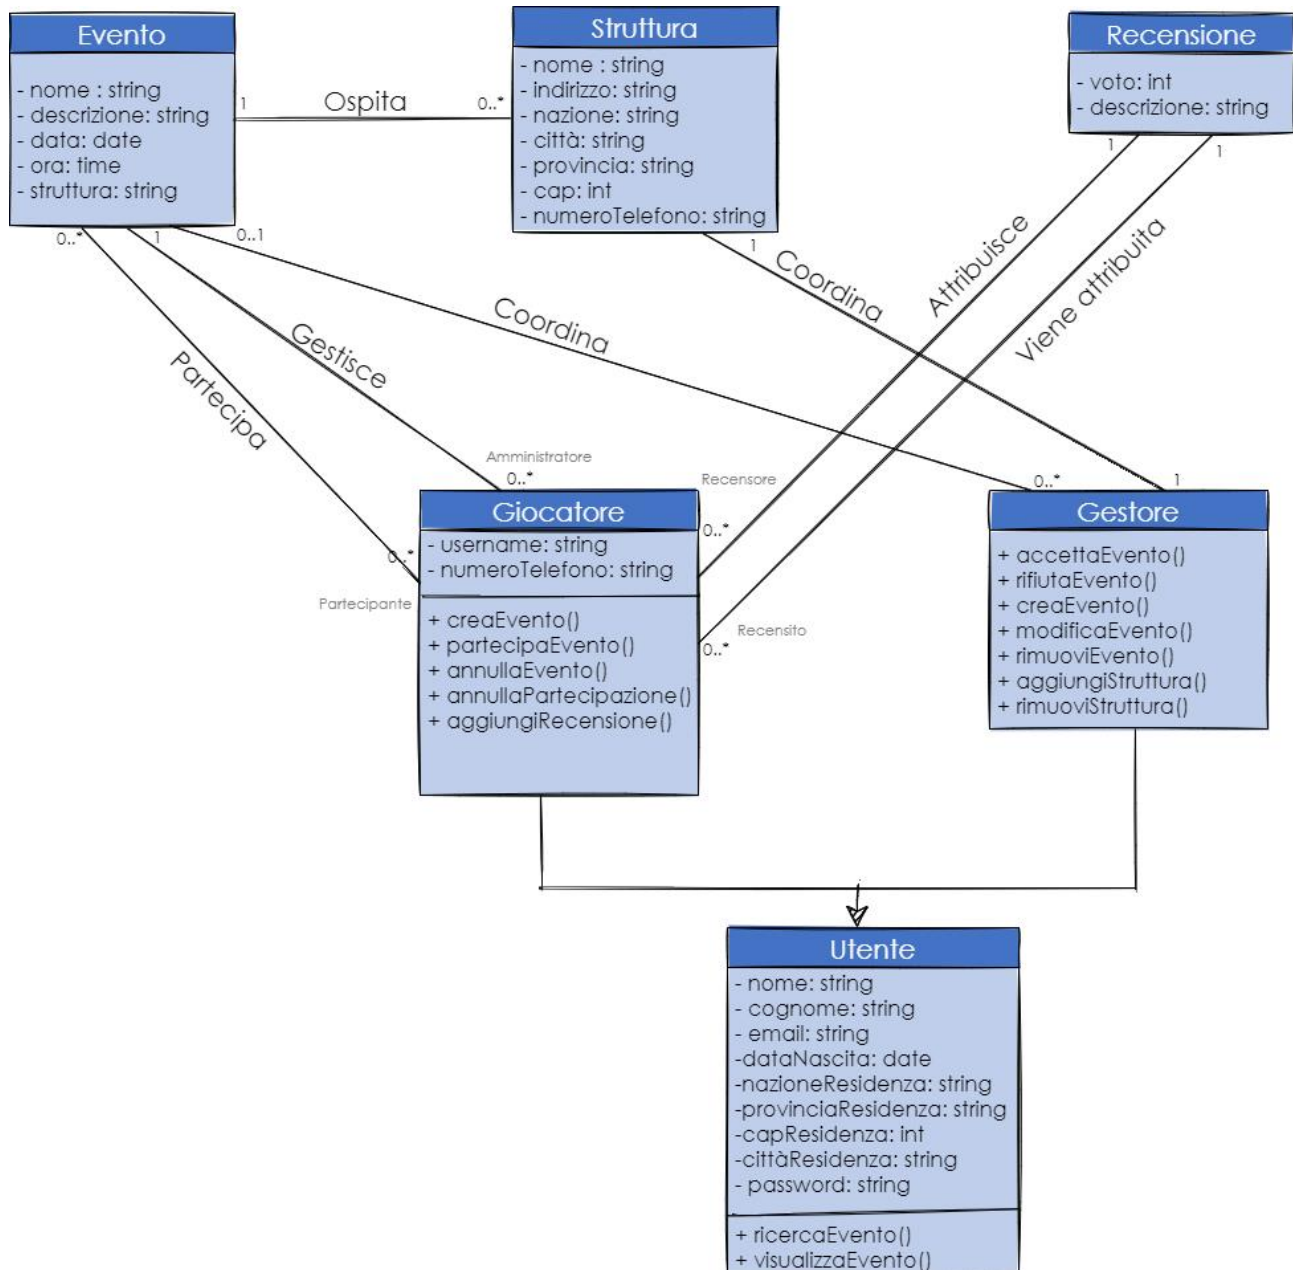 Evento
- nome : string
- descrizione: string
- data: date
- ora: time
- struttura: string
1
Ospita
0..*
Struttura
- nome : string
- indirizzo: string
- nazione: string
- città: string
- provincia: string
- cap: int
- numeroTelefono: string
Recensione
- voto: int
- descrizione: string
1
1
0..*
1
0..1
1
Coordina
Attribuisce
Viene attribuita
Coordina
Gestisce
Partecipa
Amministratore
0..*
Recensore
0..*
0..*
1
0..*
Partecipante
Recensito
0..*
Giocatore
- username: string
- numeroTelefono: string
+ creaEvento()
+ partecipaEvento()
+ annullaEvento()
+ annullaPartecipazione()
+ aggiungiRecensione()
Gestore
+ accettaEvento()
+ rifiutaEvento()
+ creaEvento()
+ modificaEvento()
+ rimuoviEvento()
+ aggiungiStruttura()
+ rimuoviStruttura()
Utente
- nome: string
- cognome: string
- email: string
-dataNascita: date
-nazioneResidenza: string
-provinciaResidenza: string
-capResidenza: int
-cittàResidenza: string
- password: string
+ ricercaEvento()
+ visualizzaEvento()